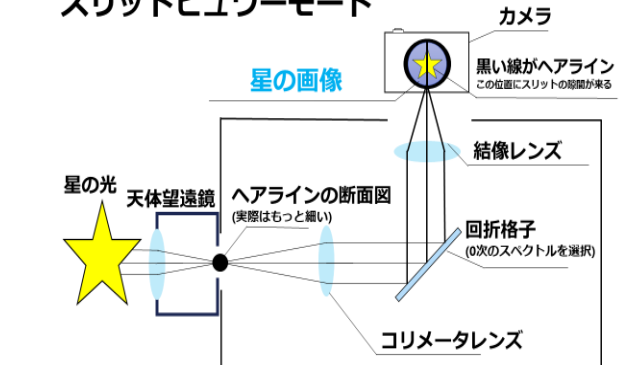 スリットビュワーモード
カメラ
黒い線がヘアライン
この位置にスリットの隙間が来る
星の画像
結像レンズ
星の光
天体望遠鏡
ヘアラインの断面図
(実際はもっと細い)
回折格子
(0次のスペクトルを選択)
コリメータレンズ